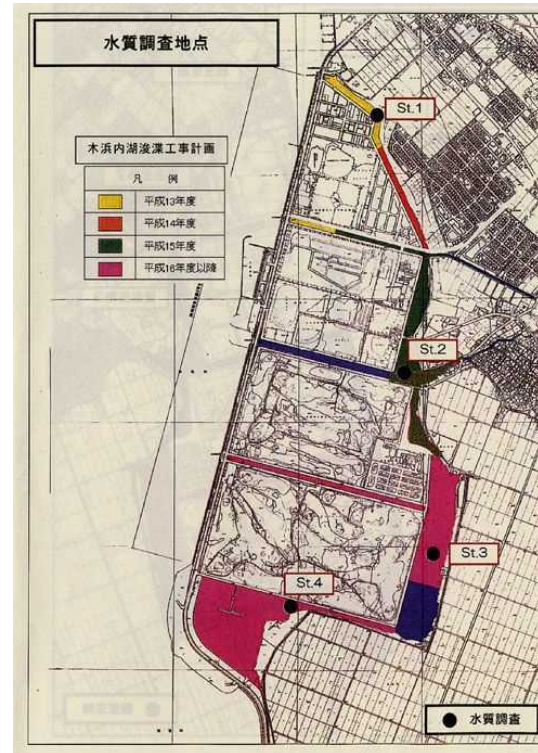 水質調査地点
St.1
木浜内湖浚渫工事計画
凡 例
平成13年度
平成14年度
平成15年度
平成16年度以降
St.2
St.3
St.4
● 水質調査